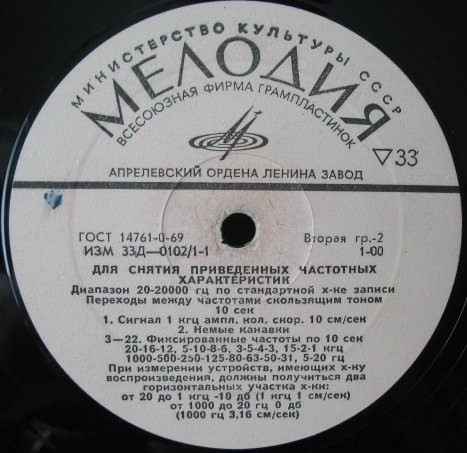 МИНИСТЕРСТВО КУЛЬТУРЫ СССР
МЕЛОДИЯ
ВСЕСОЮЗНАЯ ФИРМА ГРАМПЛАСТИНОК
▽33
АПРЕЛЕВСКИЙ ОРДЕНА ЛЕНИНА ЗАВОД
ГОСТ 14761-0-69 Вторая гр.-2
ИЗМ 33Д—0102/1-1 1-00
ДЛЯ СНЯТИЯ ПРИВЕДЕННЫХ ЧАСТОТНЫХ
ХАРАКТЕРИСТИК
Диапазон 20-20000 гц по стандартной х-ке записи
Переходы между частотами скользящим тоном
10 сек
1. Сигнал 1 кгц ампл. кол. скор. 10 см/сек
2. Немые канавки
3—22. Фиксированные частоты по 10 сек
20-16-12, 5-10-8-6, 3-5-4-3, 15-2-1 кгц
1000-500-250-125-80-63-50-31, 5-20 гц
При измерении устройств, имеющих х-ку
воспроизведения, должны получиться два
горизонтальных участка х-ки:
от 20 до 1 кгц -10 дб (1 кгц 1 см/сек)
от 1000 до 20 гц 0 дб
(1000 гц 3,16 см/сек)